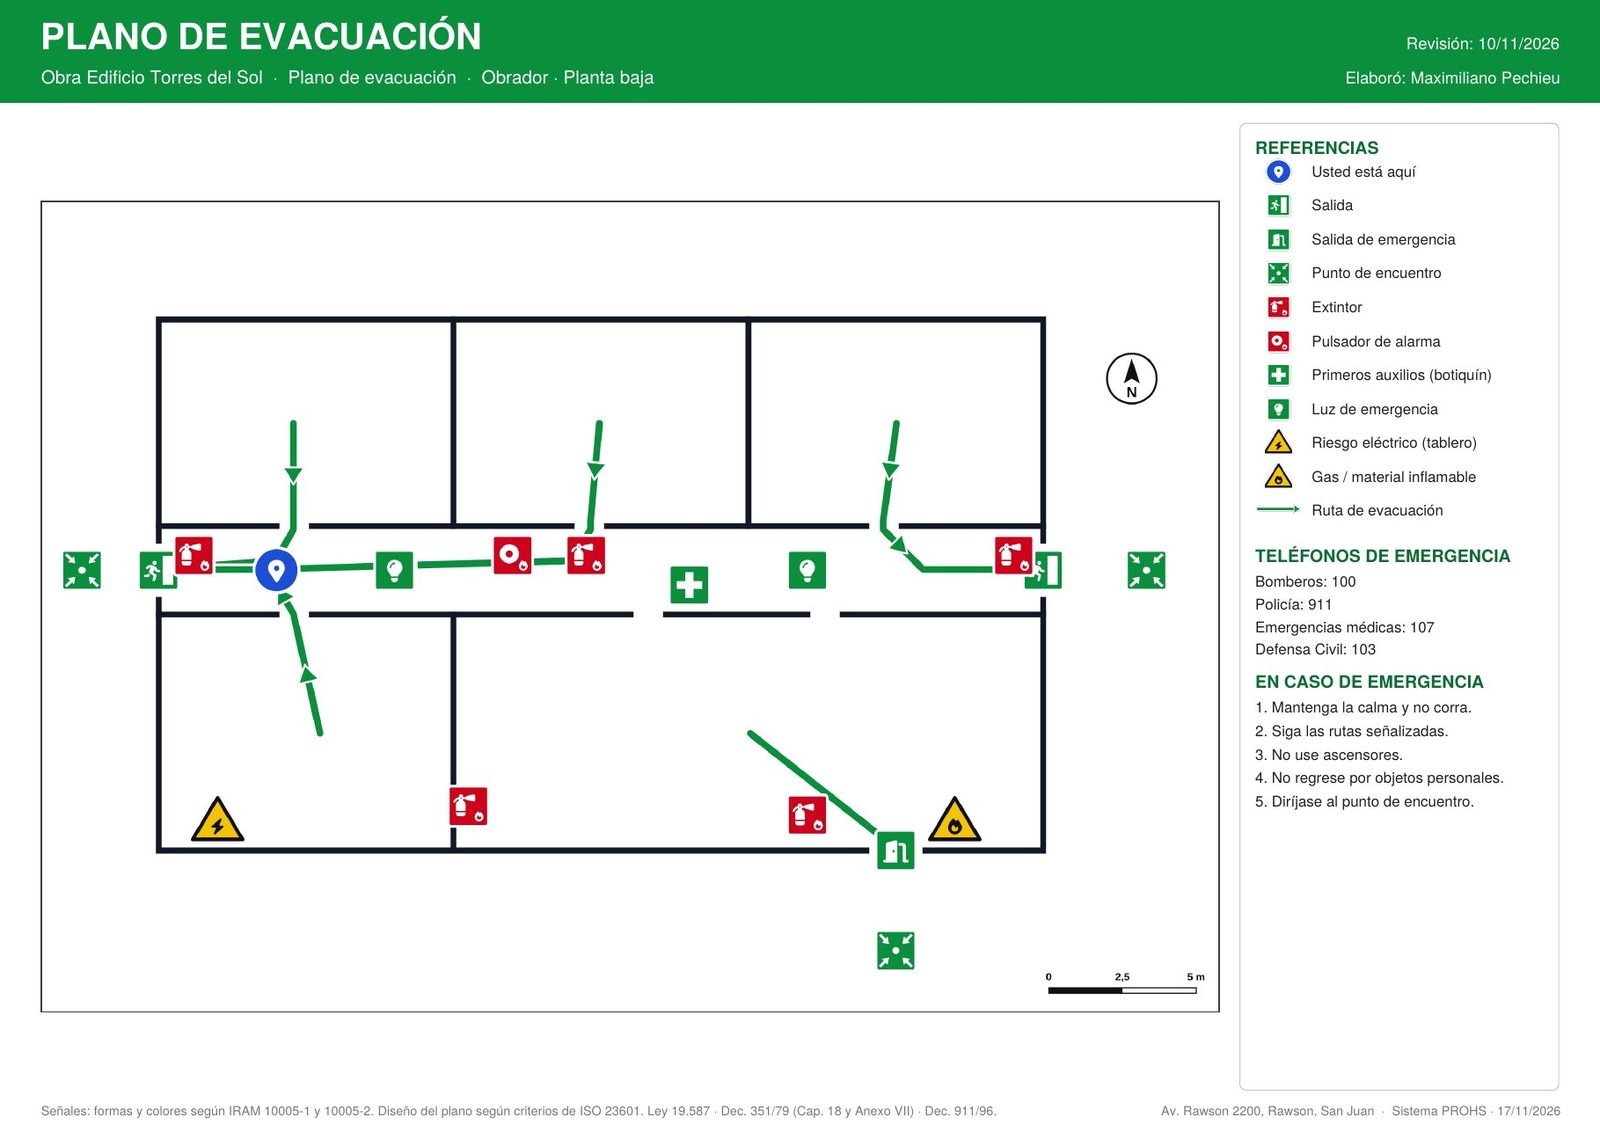 PLANO DE EVACUACIÓN
Obra Edificio Torres del Sol · Plano de evacuación · Obrador · Planta baja
Revisión: 10/11/2026
Elaboró: Maximiliano Pechieu
N
0 2,5 5 m
REFERENCIAS
Usted está aquí
Salida
Salida de emergencia
Punto de encuentro
Extintor
Pulsador de alarma
Primeros auxilios (botiquín)
Luz de emergencia
Riesgo eléctrico (tablero)
Gas / material inflamable
Ruta de evacuación
TELÉFONOS DE EMERGENCIA
Bomberos: 100
Policía: 911
Emergencias médicas: 107
Defensa Civil: 103
EN CASO DE EMERGENCIA
1. Mantenga la calma y no corra.
2. Siga las rutas señalizadas.
3. No use ascensores.
4. No regrese por objetos personales.
5. Diríjase al punto de encuentro.
Señales: formas y colores según IRAM 10005-1 y 10005-2. Diseño del plano según criterios de ISO 23601. Ley 19.587 · Dec. 351/79 (Cap. 18 y Anexo VII) · Dec. 911/96.
Av. Rawson 2200, Rawson, San Juan · Sistema PROHS · 17/11/2026